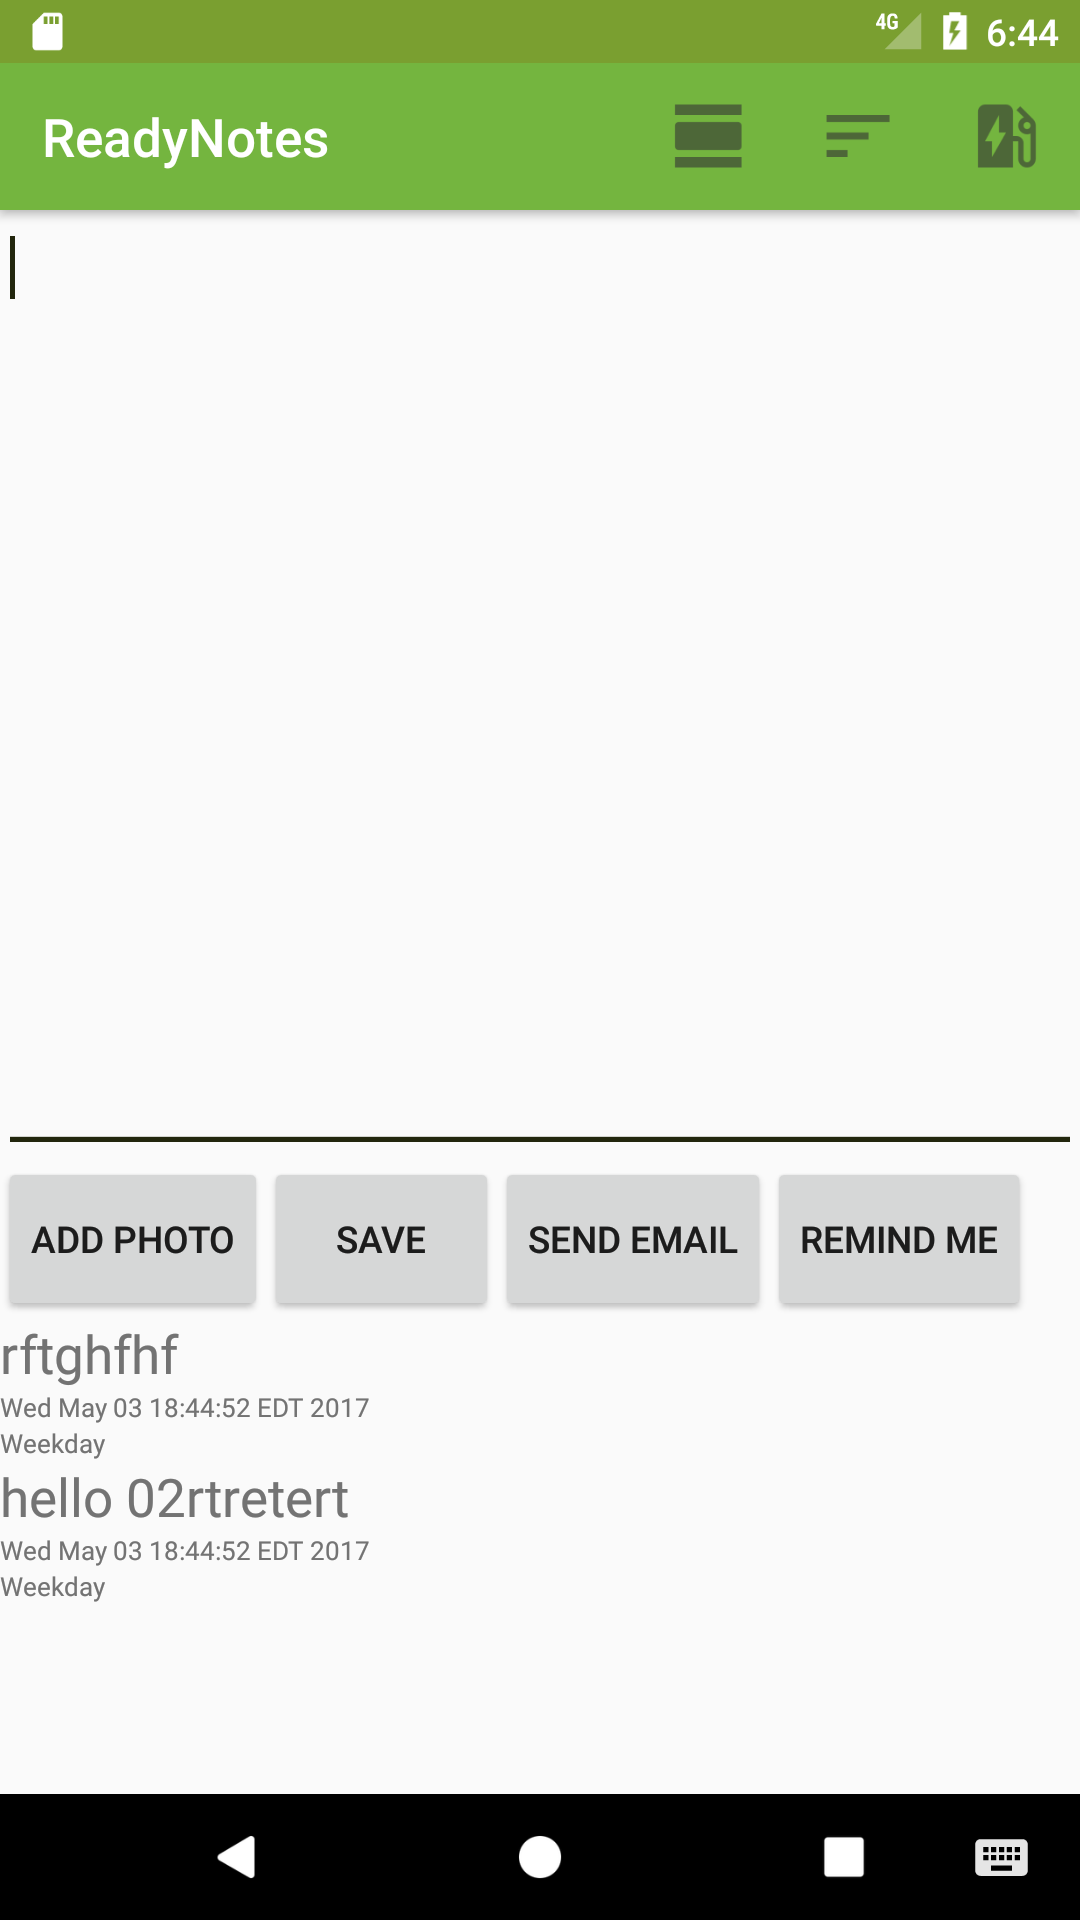 4G 6:44
ReadyNotes
ADD PHOTO SAVE SEND EMAIL REMIND ME
rftghfhf
Wed May 03 18:44:52 EDT 2017
Weekday
hello 02rtretert
Wed May 03 18:44:52 EDT 2017
Weekday